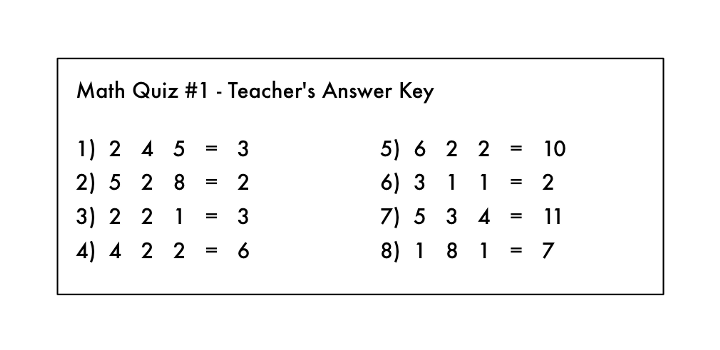 Math Quiz #1 - Teacher's Answer Key
1) 2 4 5 = 3
2) 5 2 8 = 2
3) 2 2 1 = 3
4) 4 2 2 = 6
5) 6 2 2 = 10
6) 3 1 1 = 2
7) 5 3 4 = 11
8) 1 8 1 = 7